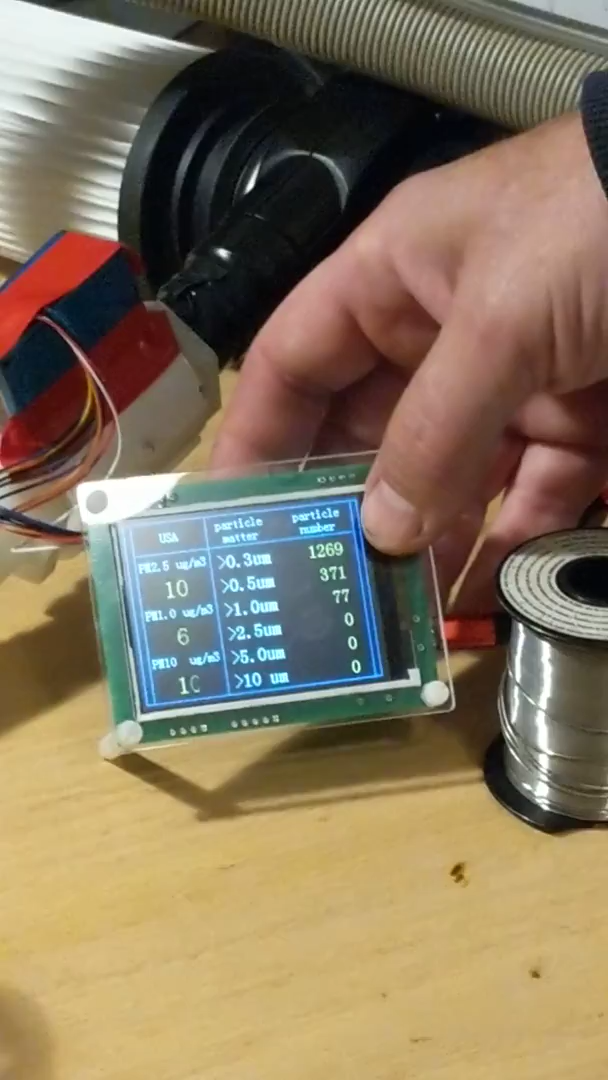 USA particle matter particle number
PM2.5 ug/m3 >0.3um 1269
10 >0.5um 371
PM1.0 ug/m3 >1.0um 77
6 >2.5um 0
PM10 ug/m3 >5.0um 0
10 >10 um 0